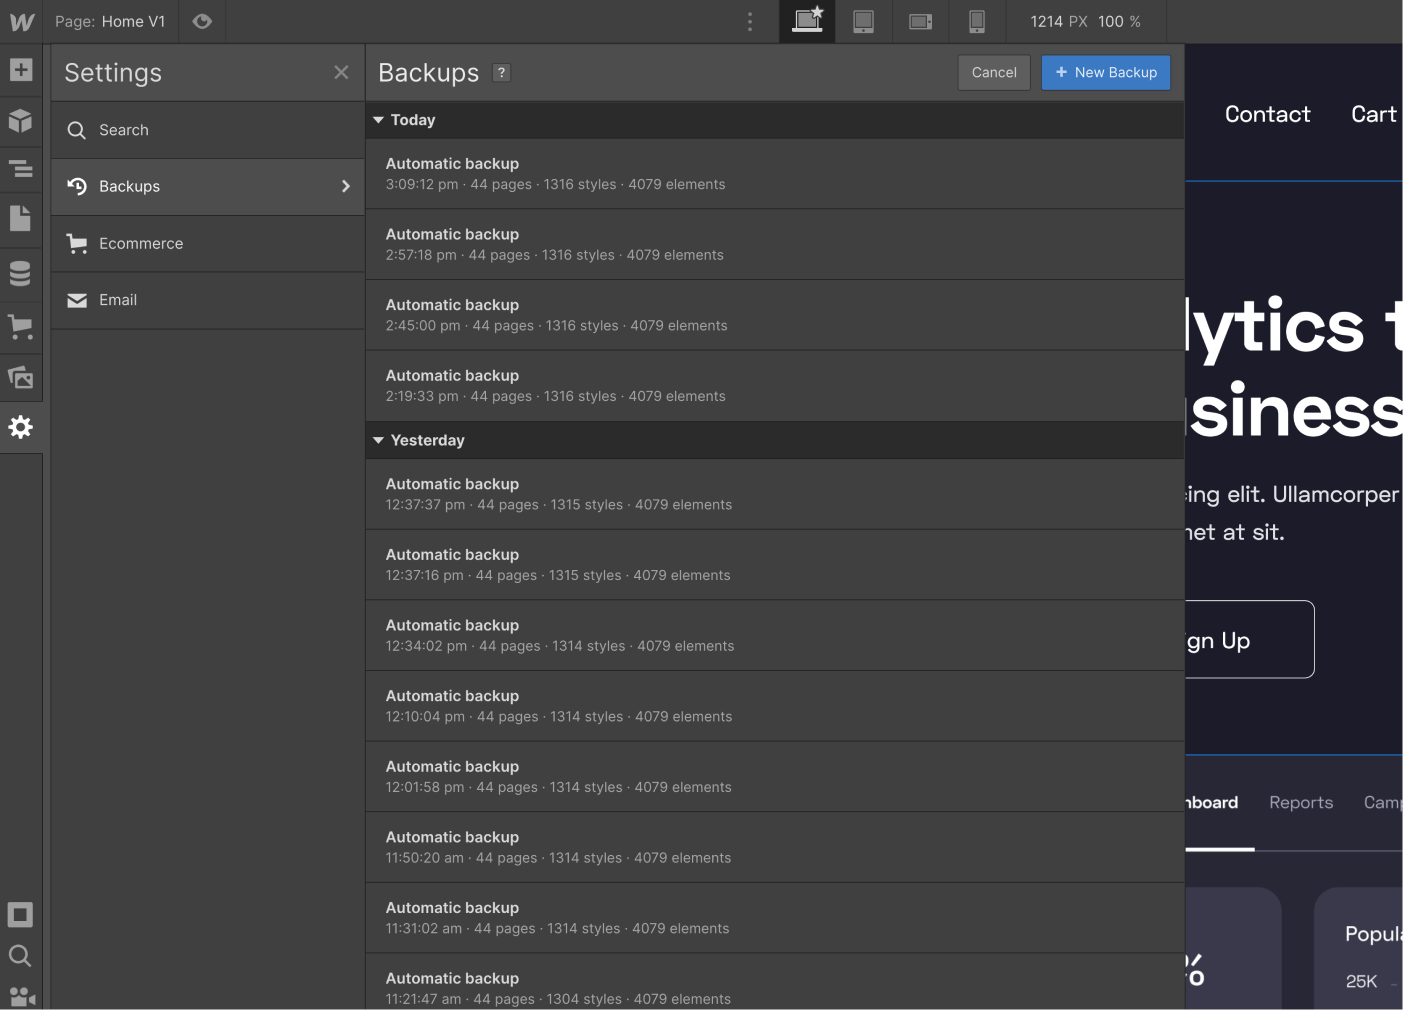 Page: Home V1
1214 PX 100 %
Settings
Search
Backups
Ecommerce
Email
Backups ?
Cancel
+ New Backup
Today
Automatic backup
3:09:12 pm · 44 pages · 1316 styles · 4079 elements
Automatic backup
2:57:18 pm · 44 pages · 1316 styles · 4079 elements
Automatic backup
2:45:00 pm · 44 pages · 1316 styles · 4079 elements
Automatic backup
2:19:33 pm · 44 pages · 1316 styles · 4079 elements
Yesterday
Automatic backup
12:37:37 pm · 44 pages · 1315 styles · 4079 elements
Automatic backup
12:37:16 pm · 44 pages · 1315 styles · 4079 elements
Automatic backup
12:34:02 pm · 44 pages · 1314 styles · 4079 elements
Automatic backup
12:10:04 pm · 44 pages · 1314 styles · 4079 elements
Automatic backup
12:01:58 pm · 44 pages · 1314 styles · 4079 elements
Automatic backup
11:50:20 am · 44 pages · 1314 styles · 4079 elements
Automatic backup
11:31:02 am · 44 pages · 1314 styles · 4079 elements
Automatic backup
11:21:47 am · 44 pages · 1304 styles · 4079 elements
Contact Cart
lytics t
siness
cing elit. Ullamcorper
net at sit.
gn Up
hboard Reports Camp
%
Popula
25K